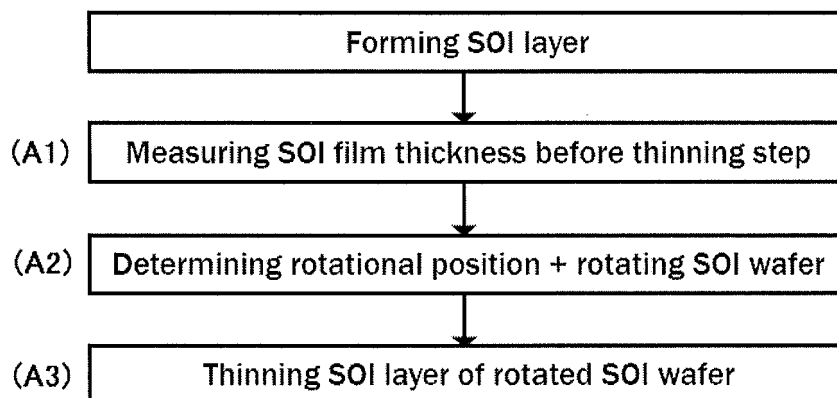 Forming SOI layer
(A1) Measuring SOI film thickness before thinning step
(A2) Determining rotational position + rotating SOI wafer
(A3) Thinning SOI layer of rotated SOI wafer